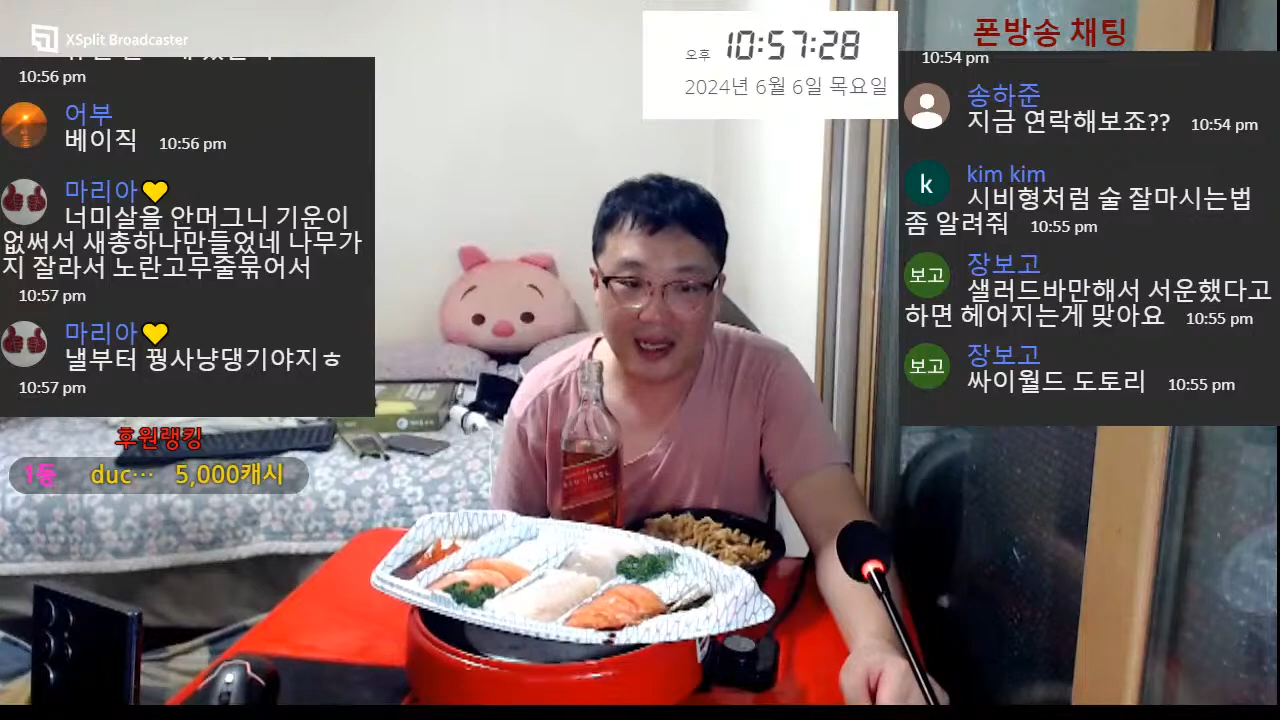 XSplit Broadcaster
10:56 pm
어부
베이직 10:56 pm
마리아💛
너미살을 안머그니 기운이
없써서 새총하나만들었네 나무가
지 잘라서 노란고무줄묶어서
10:57 pm
마리아💛
낼부터 꿩사냥댕기야지ㅎ
10:57 pm
후원랭킹
1등 duc… 5,000캐시
오후 10:57:28
2024년 6월 6일 목요일
폰방송 채팅
10:54 pm
송하준
지금 연락해보죠?? 10:54 pm
k
kim kim
시비형처럼 술 잘마시는법
좀 알려줘 10:55 pm
보고
장보고
샐러드바만해서 서운했다고
하면 헤어지는게 맞아요 10:55 pm
보고
장보고
싸이월드 도토리 10:55 pm
RED LABEL